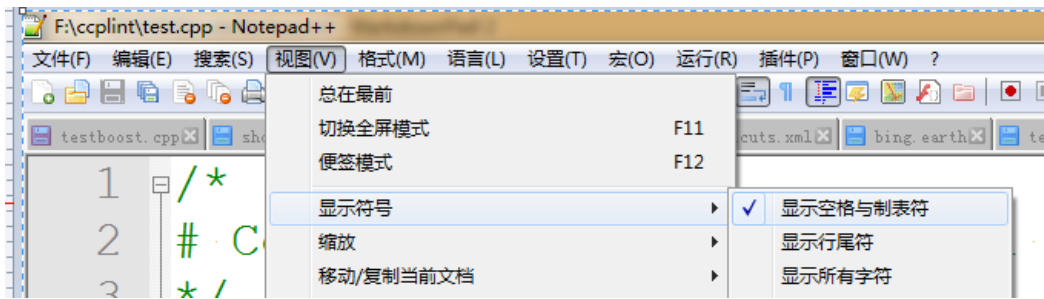 F:\ccplint\test.cpp - Notepad++
文件(F) 编辑(E) 搜索(S) 视图(V) 格式(M) 语言(L) 设置(T) 宏(O) 运行(R) 插件(P) 窗口(W) ?
总在最前
切换全屏模式 F11
testboost.cpp sho cuts.xml bing.earth te
便签模式 F12
1 /*
显示符号 显示空格与制表符
2 # C
缩放 显示行尾符
移动/复制当前文档 显示所有字符
3 */